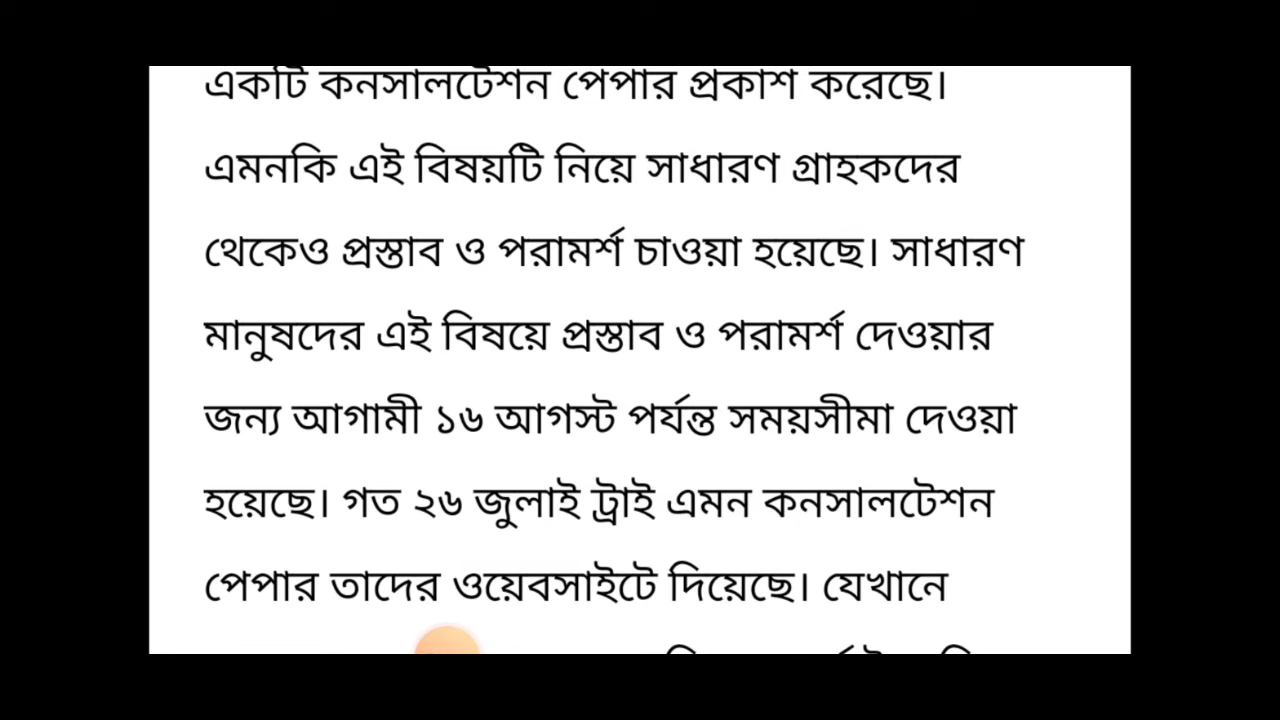 একটি কনসালটেশন পেপার প্রকাশ করেছে।
এমনকি এই বিষয়টি নিয়ে সাধারণ গ্রাহকদের
থেকেও প্রস্তাব ও পরামর্শ চাওয়া হয়েছে। সাধারণ
মানুষদের এই বিষয়ে প্রস্তাব ও পরামর্শ দেওয়ার
জন্য আগামী ১৬ আগস্ট পর্যন্ত সময়সীমা দেওয়া
হয়েছে। গত ২৬ জুলাই ট্রাই এমন কনসালটেশন
পেপার তাদের ওয়েবসাইটে দিয়েছে। যেখানে